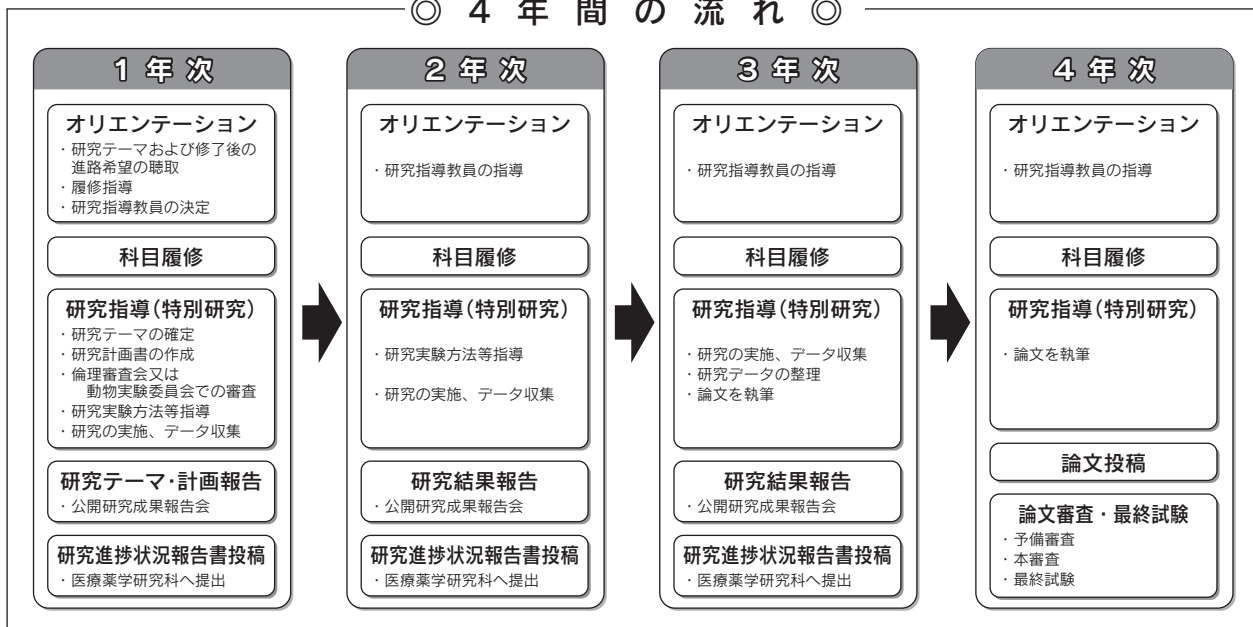 ◎ 4 年 間 の 流 れ ◎
1 年 次
オリエンテーション
・研究テーマおよび修了後の
進路希望の聴取
・履修指導
・研究指導教員の決定
科目履修
研究指導(特別研究)
・研究テーマの確定
・研究計画書の作成
・倫理審査会又は
動物実験委員会での審査
・研究実験方法等指導
・研究の実施、データ収集
研究テーマ・計画報告
・公開研究成果報告会
研究進捗状況報告書投稿
・医療薬学研究科へ提出
2 年 次
オリエンテーション
・研究指導教員の指導
科目履修
研究指導(特別研究)
・研究実験方法等指導
・研究の実施、データ収集
研究結果報告
・公開研究成果報告会
研究進捗状況報告書投稿
・医療薬学研究科へ提出
3 年 次
オリエンテーション
・研究指導教員の指導
科目履修
研究指導(特別研究)
・研究の実施、データ収集
・研究データの整理
・論文を執筆
研究結果報告
・公開研究成果報告会
研究進捗状況報告書投稿
・医療薬学研究科へ提出
4 年 次
オリエンテーション
・研究指導教員の指導
科目履修
研究指導(特別研究)
・論文を執筆
論文投稿
論文審査・最終試験
・予備審査
・本審査
・最終試験